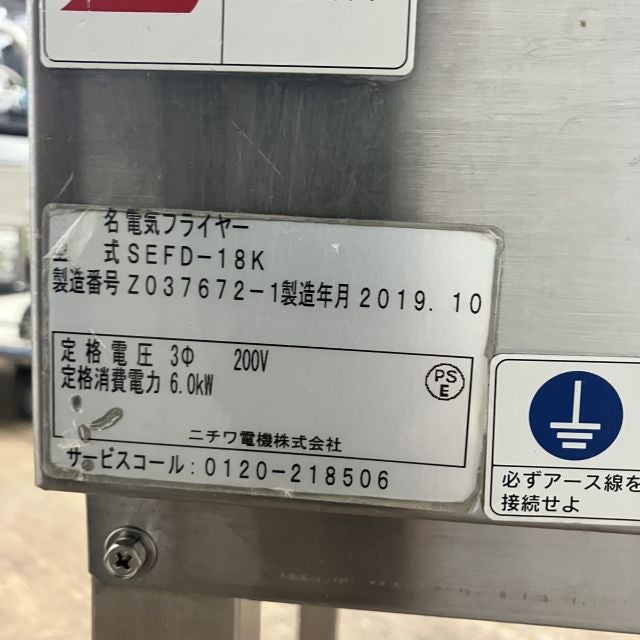 名 電気フライヤー
式 SEFD-18K
製造番号 Z037672-1 製造年月 2019.10
定格電圧 3Φ 200V
定格消費電力 6.0kW
PS
E
ニチワ電機株式会社
サービスコール:0120-218506
必ずアース線を
接続せよ